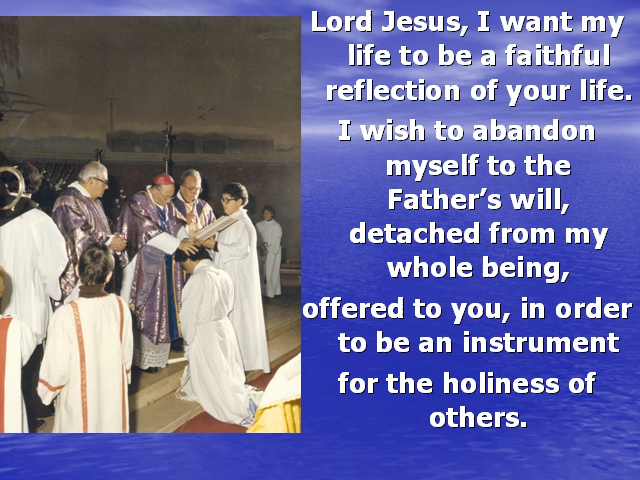 Lord Jesus, I want my
life to be a faithful
reflection of your life.
I wish to abandon
myself to the
Father’s will,
detached from my
whole being,
offered to you, in order
to be an instrument
for the holiness of
others.